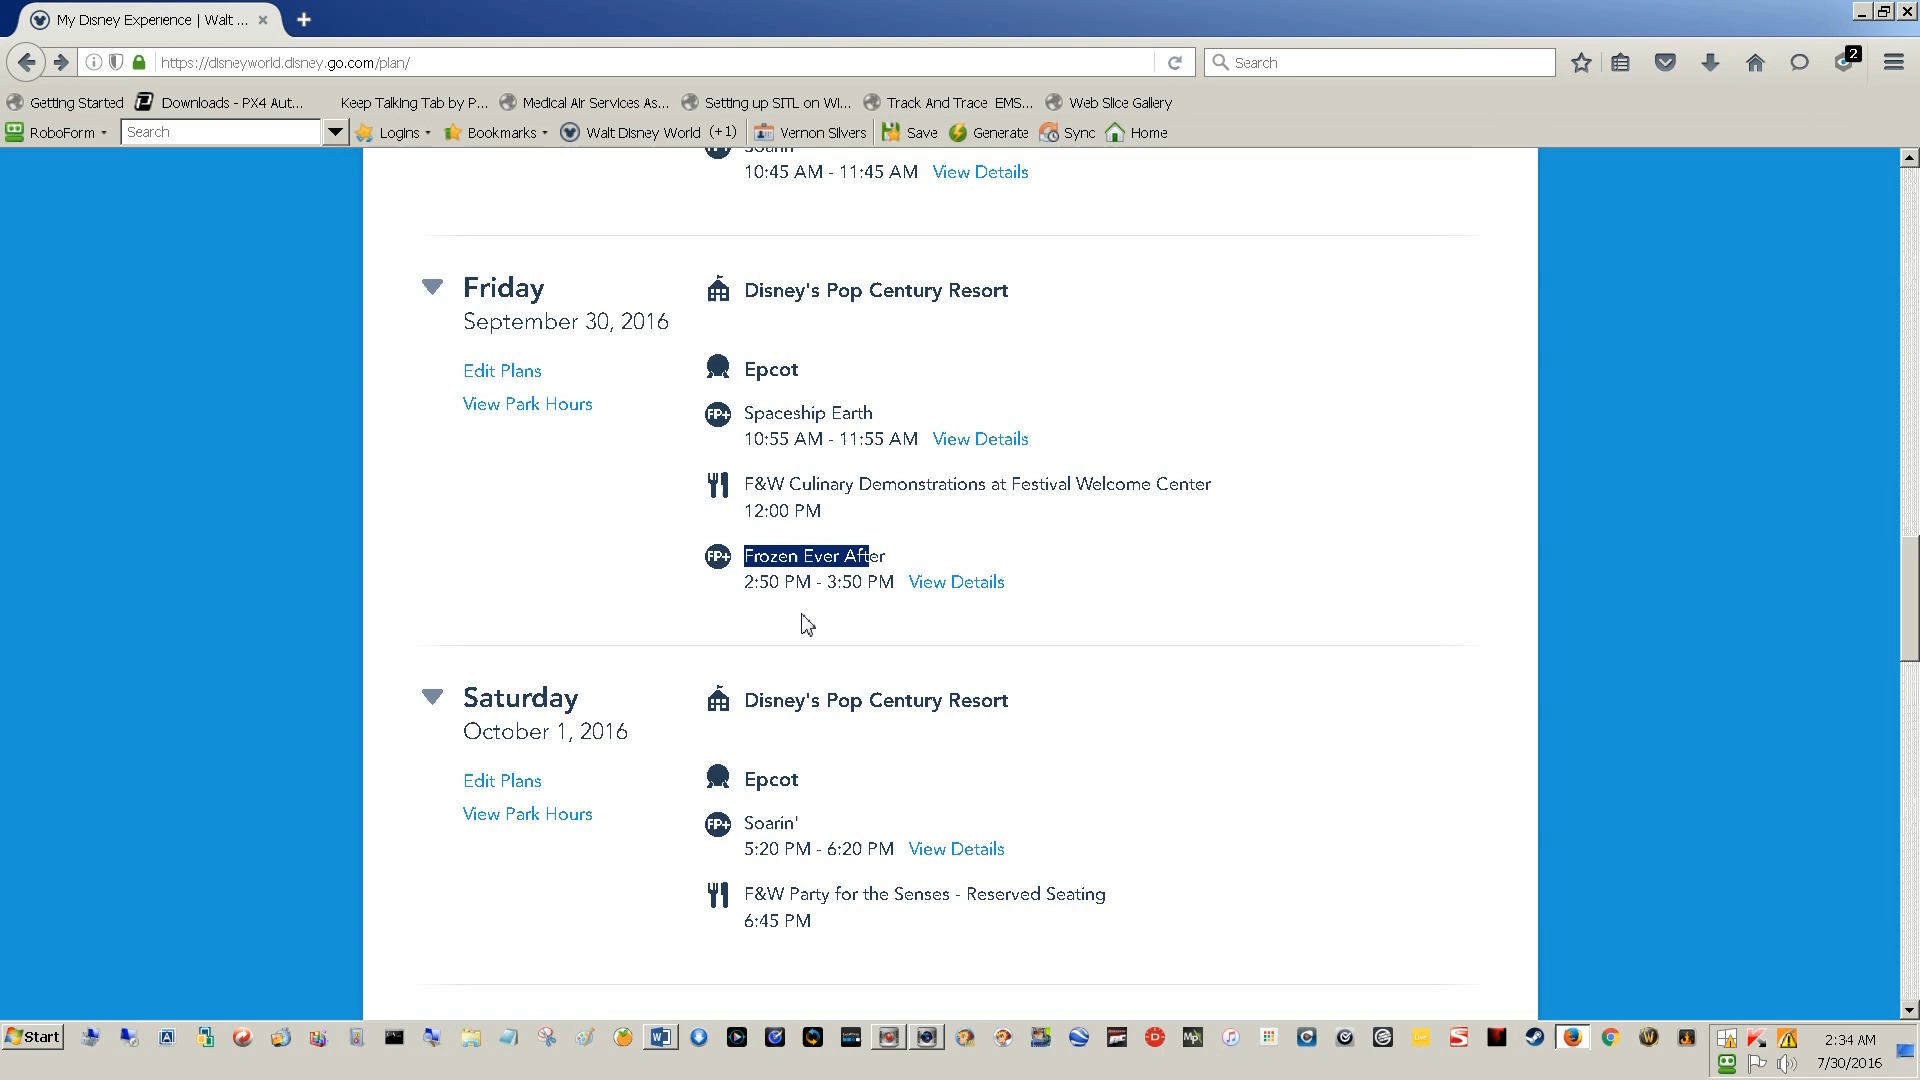 My Disney Experience | Walt ...
https://disneyworld.disney.go.com/plan/
Search
2
Getting Started
Downloads - PX4 Aut...
Keep Talking Tab by P...
Medical Air Services As...
Setting up SITL on Wi...
Track And Trace EMS...
Web Slice Gallery
RoboForm
Search
Logins
Bookmarks
Walt Disney World (+1)
Vernon Silvers
Save
Generate
Sync
Home
Soarin'
10:45 AM - 11:45 AM View Details
Friday
September 30, 2016
Edit Plans
View Park Hours
Disney's Pop Century Resort
Epcot
FP+ Spaceship Earth
10:55 AM - 11:55 AM View Details
F&W Culinary Demonstrations at Festival Welcome Center
12:00 PM
FP+ Frozen Ever After
2:50 PM - 3:50 PM View Details
Saturday
October 1, 2016
Edit Plans
View Park Hours
Disney's Pop Century Resort
Epcot
FP+ Soarin'
5:20 PM - 6:20 PM View Details
F&W Party for the Senses - Reserved Seating
6:45 PM
Start
2:34 AM
7/30/2016